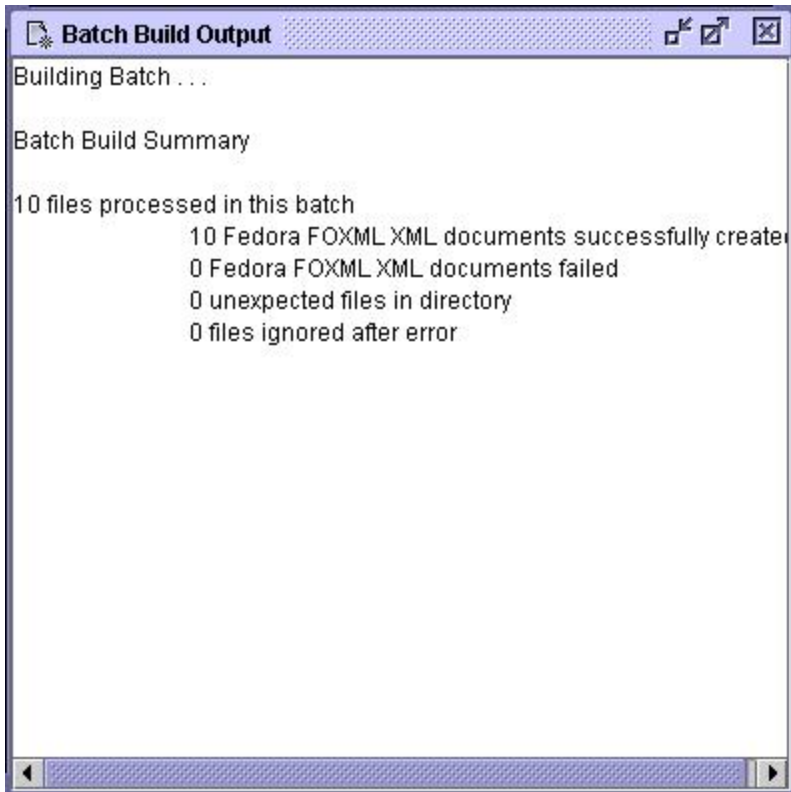 Batch Build Output
Building Batch . . .
Batch Build Summary
10 files processed in this batch
10 Fedora FOXML XML documents successfully
0 Fedora FOXML XML documents failed
0 unexpected files in directory
0 files ignored after error